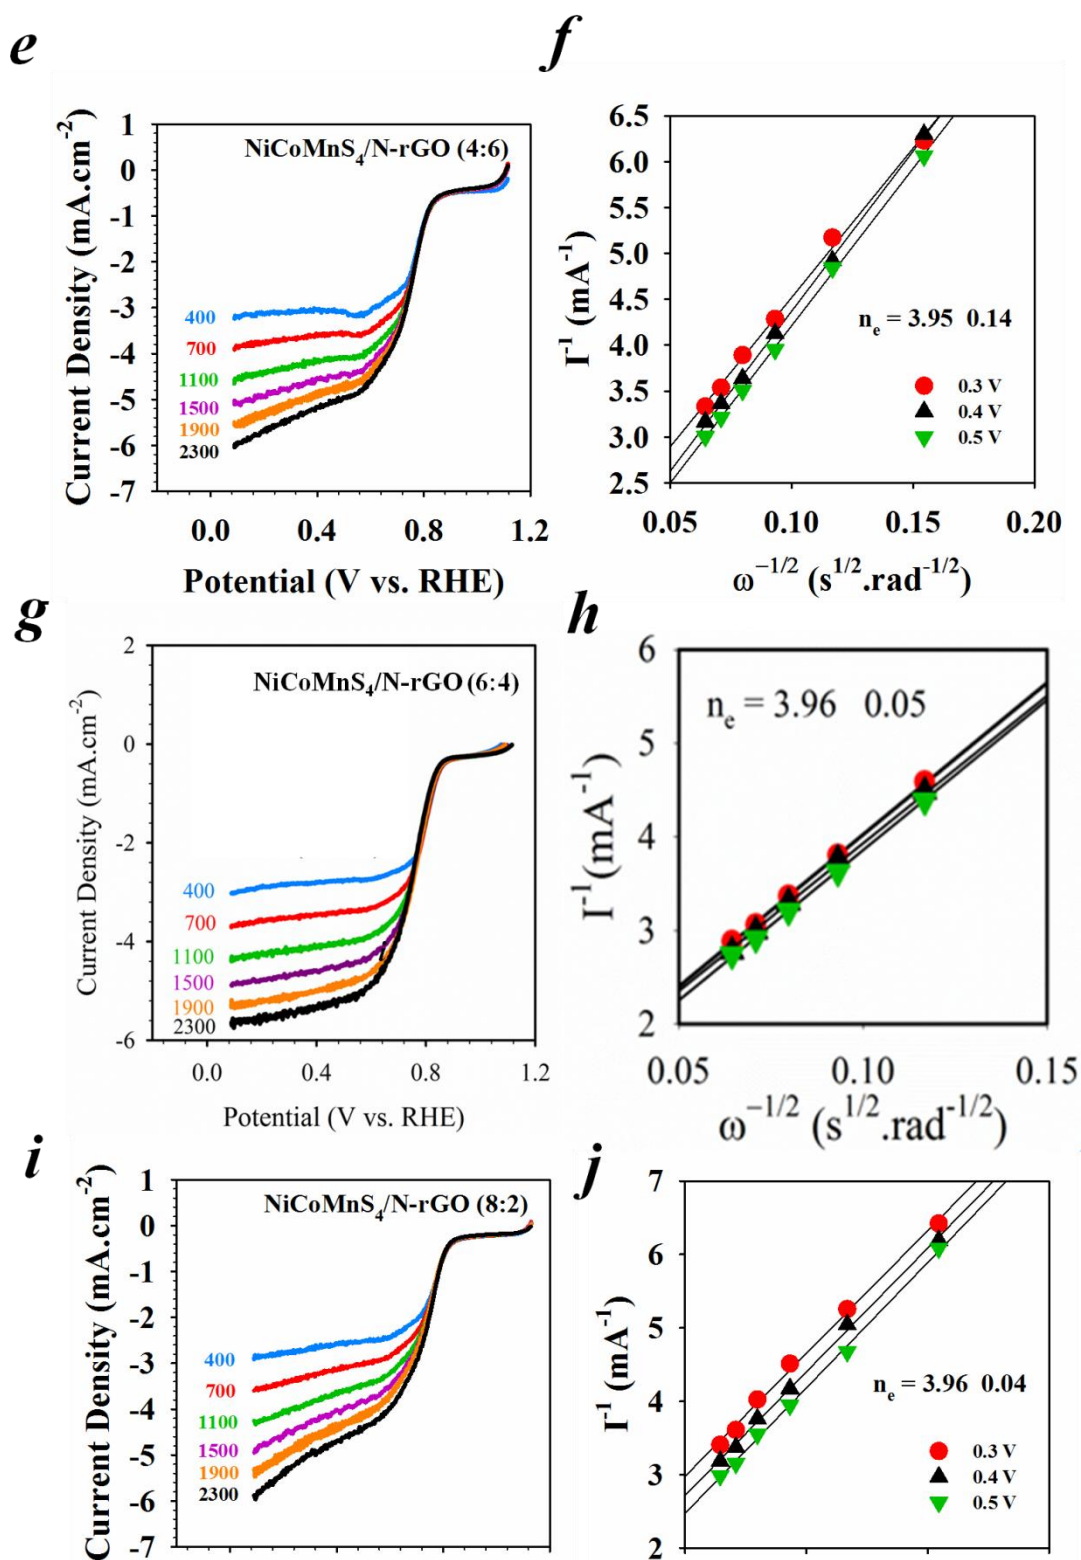 e
f
1
0
-1
-2
-3
-4
-5
-6
-7
Current Density (mA.cm⁻²)
NiCoMnS₄/N-rGO (4:6)
400
700
1100
1500
1900
2300
0.0 0.4 0.8 1.2
Potential (V vs. RHE)
6.5
6.0
5.5
5.0
4.5
4.0
3.5
3.0
2.5
I⁻¹ (mA⁻¹)
nₑ = 3.95 0.14
0.3 V
0.4 V
0.5 V
0.05 0.10 0.15 0.20
ω⁻¹/² (s¹/².rad⁻¹/²)
g
h
2
0
-2
-4
-6
Current Density (mA.cm⁻²)
NiCoMnS₄/N-rGO (6:4)
400
700
1100
1500
1900
2300
0.0 0.4 0.8 1.2
Potential (V vs. RHE)
6
5
4
3
2
I⁻¹ (mA⁻¹)
nₑ = 3.96 0.05
0.05 0.10 0.15
ω⁻¹/² (s¹/².rad⁻¹/²)
i
j
1
0
-1
-2
-3
-4
-5
-6
-7
Current Density (mA.cm⁻²)
NiCoMnS₄/N-rGO (8:2)
400
700
1100
1500
1900
2300
7
6
5
4
3
2
I⁻¹ (mA⁻¹)
nₑ = 3.96 0.04
0.3 V
0.4 V
0.5 V